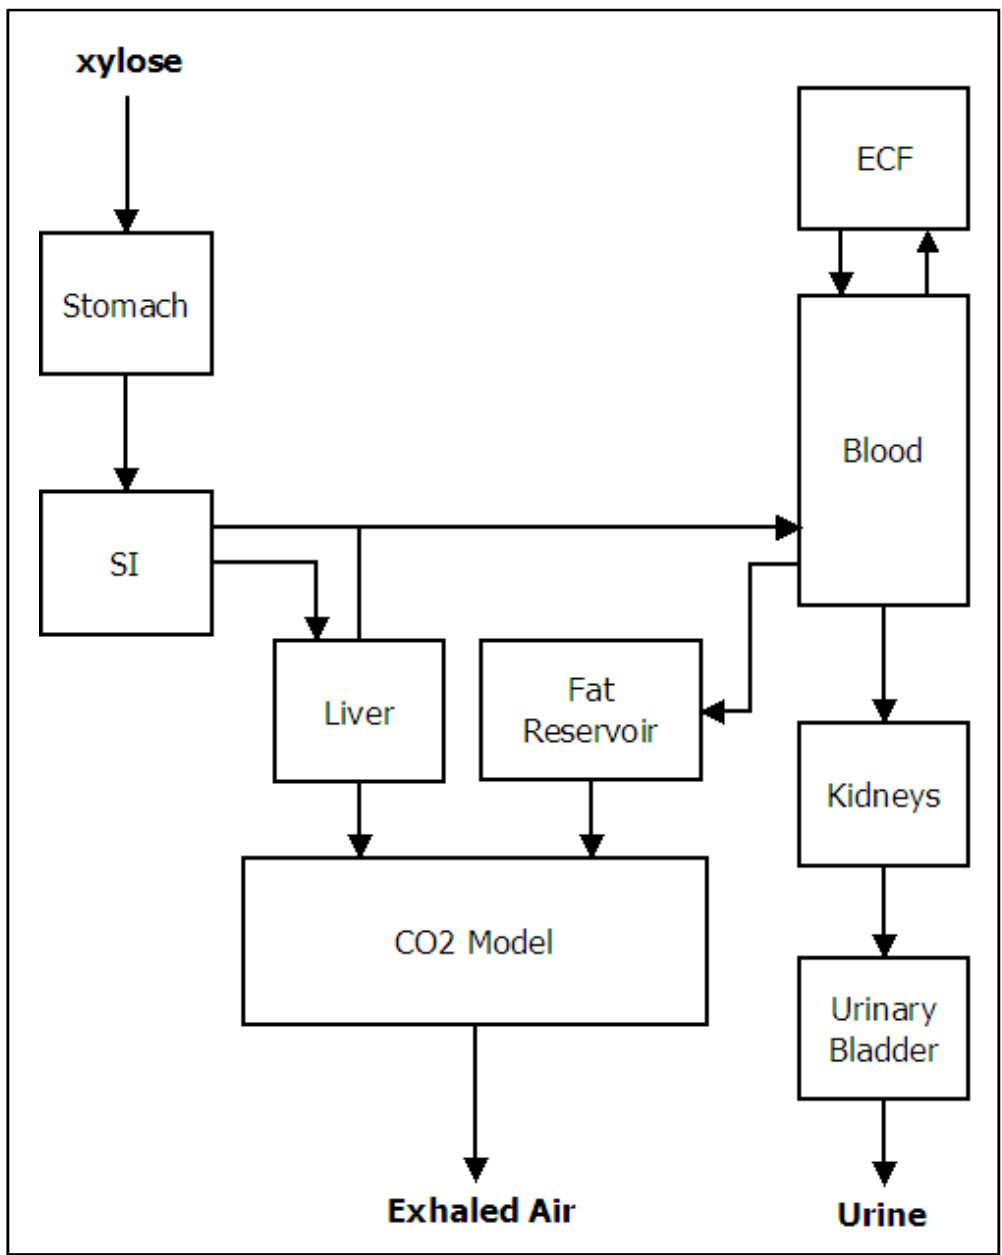 xylose
ECF
Stomach
Blood
SI
Liver
Fat
Reservoir
Kidneys
CO2 Model
Urinary
Bladder
Exhaled Air
Urine